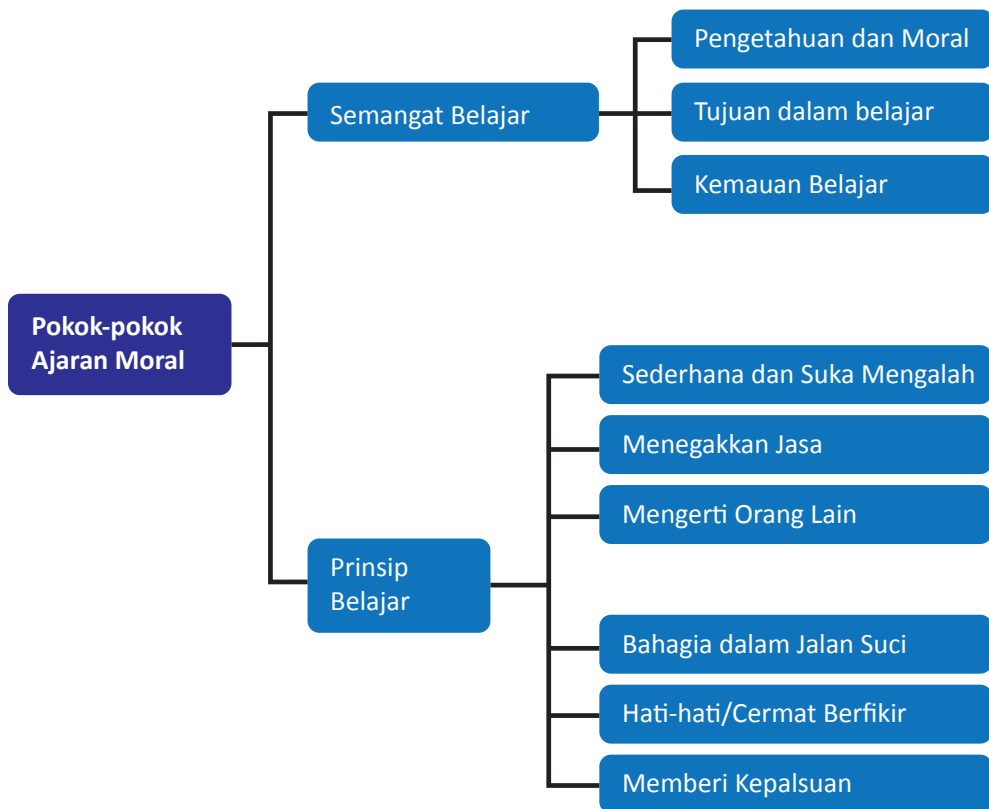 Pokok-pokok
Ajaran Moral
Semangat Belajar
Pengetahuan dan Moral
Tujuan dalam belajar
Kemauan Belajar
Prinsip
Belajar
Sederhana dan Suka Mengalah
Menegakkan Jasa
Mengerti Orang Lain
Bahagia dalam Jalan Suci
Hati-hati/Cermat Berfikir
Memberi Kepalsuan